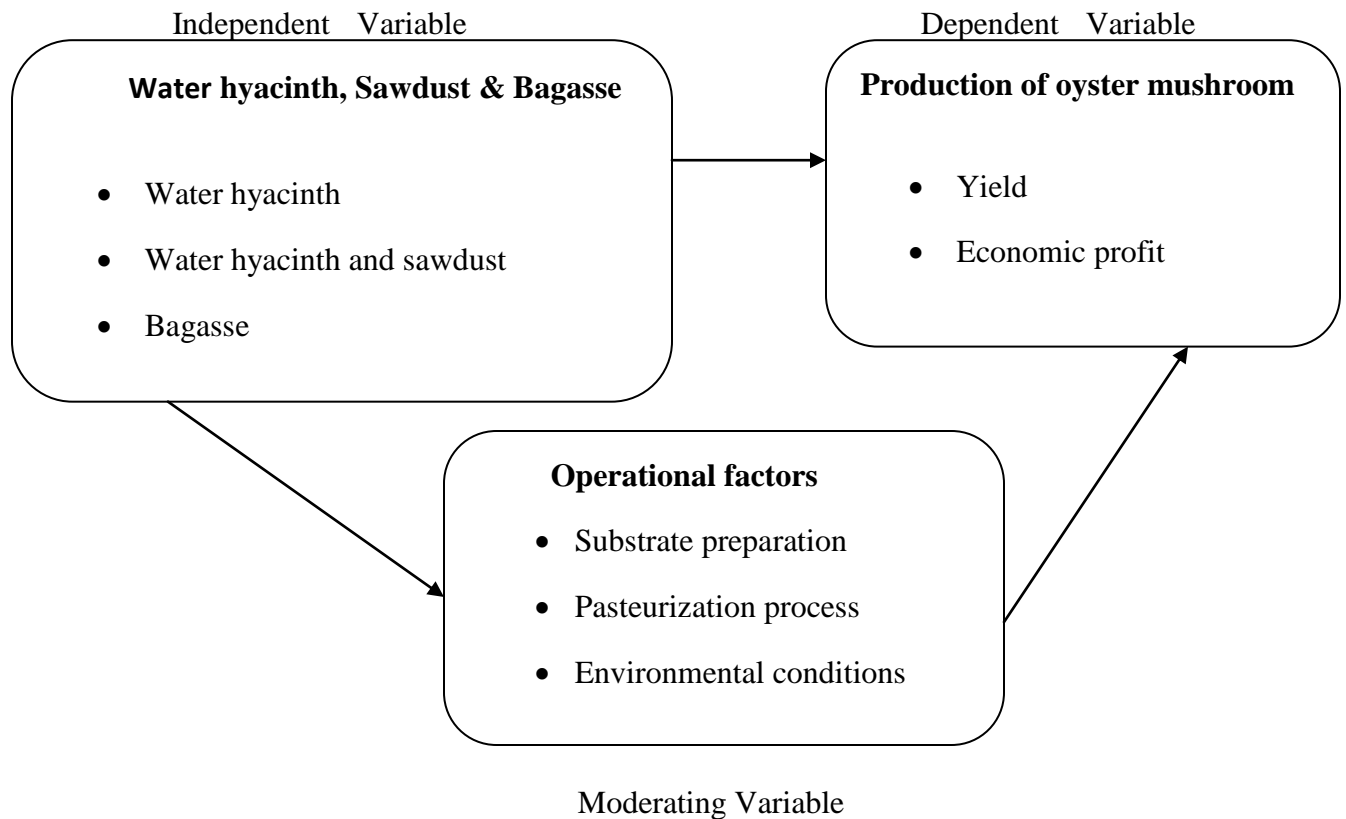 Independent Variable
Water hyacinth, Sawdust & Bagasse
• Water hyacinth
• Water hyacinth and sawdust
• Bagasse
Dependent Variable
Production of oyster mushroom
• Yield
• Economic profit
Operational factors
• Substrate preparation
• Pasteurization process
• Environmental conditions
Moderating Variable